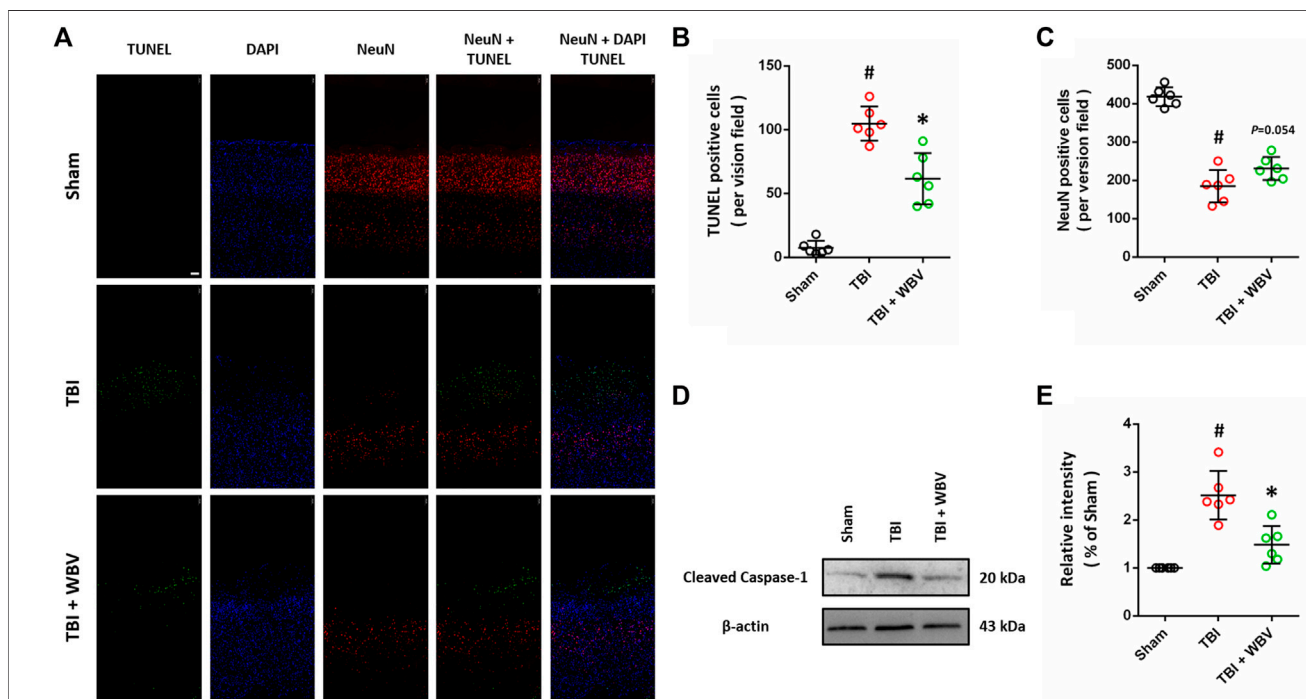 A
TUNEL
DAPI
NeuN
NeuN +
TUNEL
NeuN + DAPI
TUNEL
Sham
TBI
TBI + WBV
B
TUNEL positive cells
( per vision field )
150
100
50
0
#
*
Sham
TBI
TBI + WBV
C
NeuN positive cells
( per version field )
500
400
300
200
100
0
#
P=0.054
Sham
TBI
TBI + WBV
D
Sham
TBI
TBI + WBV
Cleaved Caspase-1
20 kDa
β-actin
43 kDa
E
Relative intensity
( % of Sham )
4
3
2
1
0
#
*
Sham
TBI
TBI + WBV